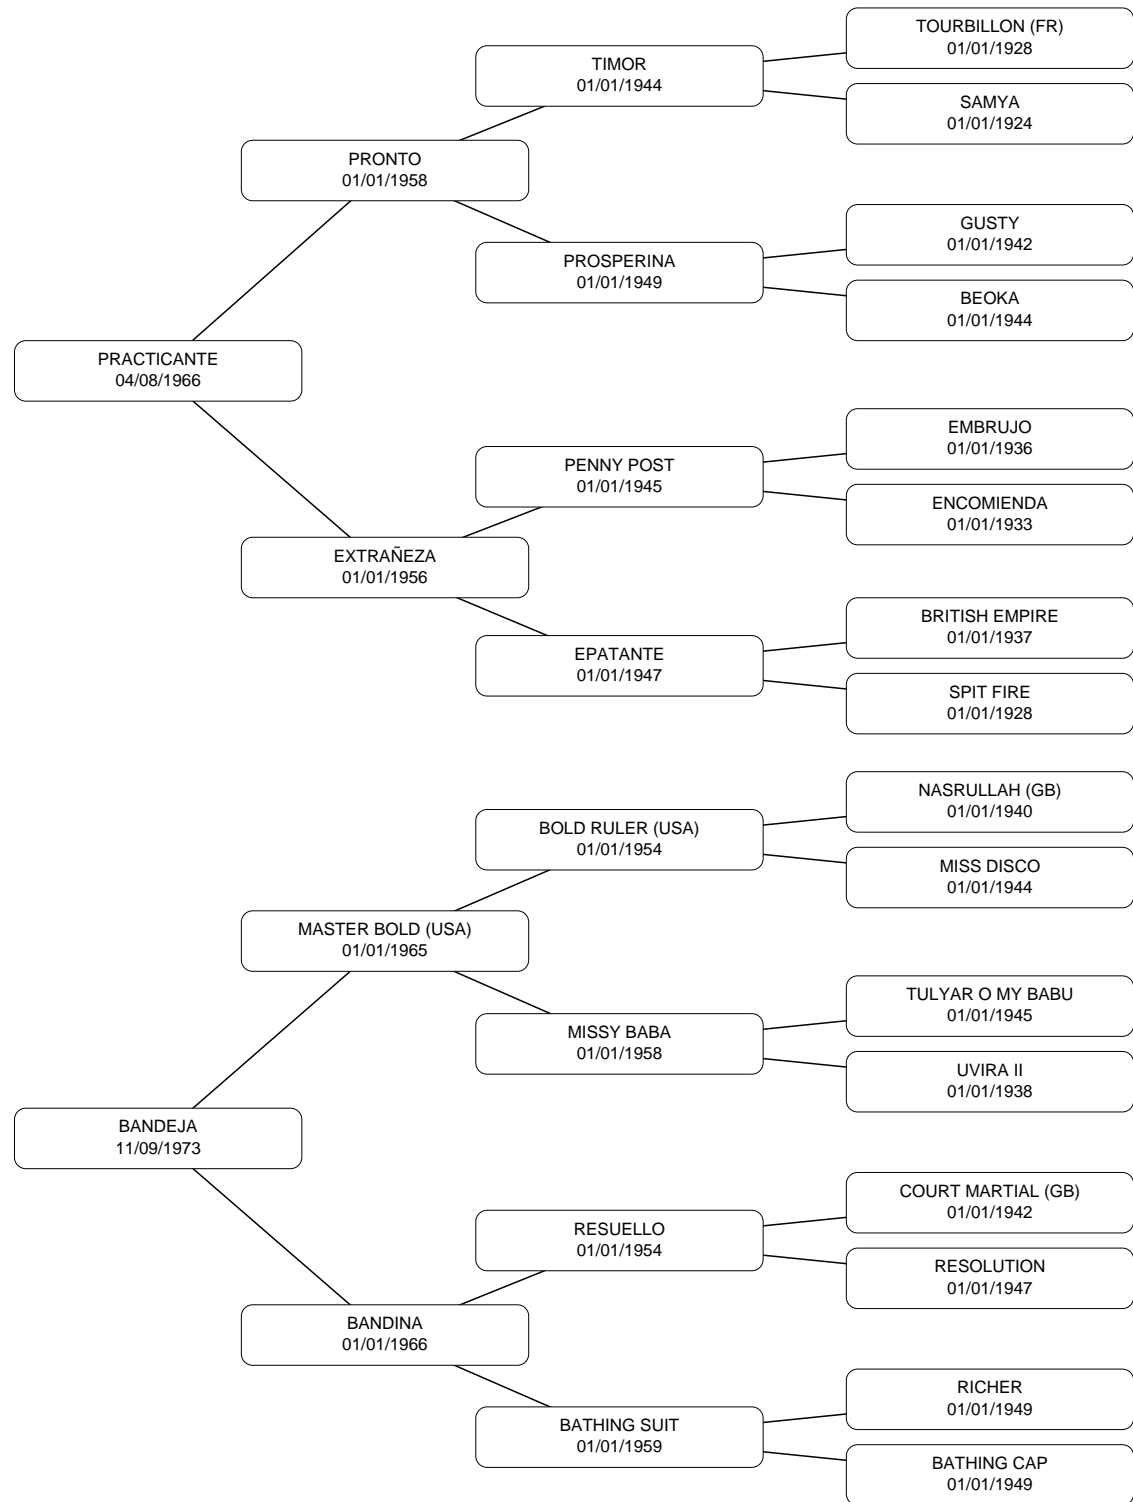 TOURBILLON (FR)
01/01/1928
TIMOR
01/01/1944
SAMYA
01/01/1924
PRONTO
01/01/1958
GUSTY
01/01/1942
PROSPERINA
01/01/1949
BEOKA
01/01/1944
PRACTICANTE
04/08/1966
EMBRUJO
01/01/1936
PENNY POST
01/01/1945
ENCOMIENDA
01/01/1933
EXTRAÑEZA
01/01/1956
BRITISH EMPIRE
01/01/1937
EPATANTE
01/01/1947
SPIT FIRE
01/01/1928
NASRULLAH (GB)
01/01/1940
BOLD RULER (USA)
01/01/1954
MISS DISCO
01/01/1944
MASTER BOLD (USA)
01/01/1965
TULYAR O MY BABU
01/01/1945
MISSY BABA
01/01/1958
UVIRA II
01/01/1938
BANDEJA
11/09/1973
COURT MARTIAL (GB)
01/01/1942
RESUELLO
01/01/1954
RESOLUTION
01/01/1947
BANDINA
01/01/1966
RICHER
01/01/1949
BATHING SUIT
01/01/1959
BATHING CAP
01/01/1949